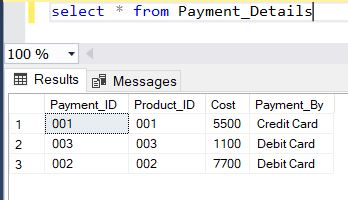 select * from Payment_Details
100 %
Results Messages
Payment_ID Product_ID Cost Payment_By
1 001 001 5500 Credit Card
2 003 003 1100 Debit Card
3 002 002 7700 Debit Card